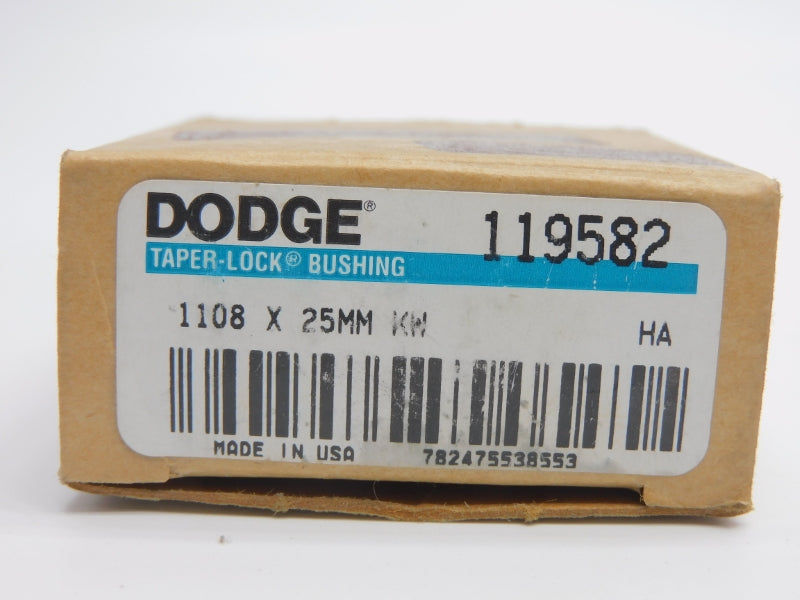 DODGE® 119582
TAPER-LOCK® BUSHING
1108 X 25MM KW HA
MADE IN USA 782475538553